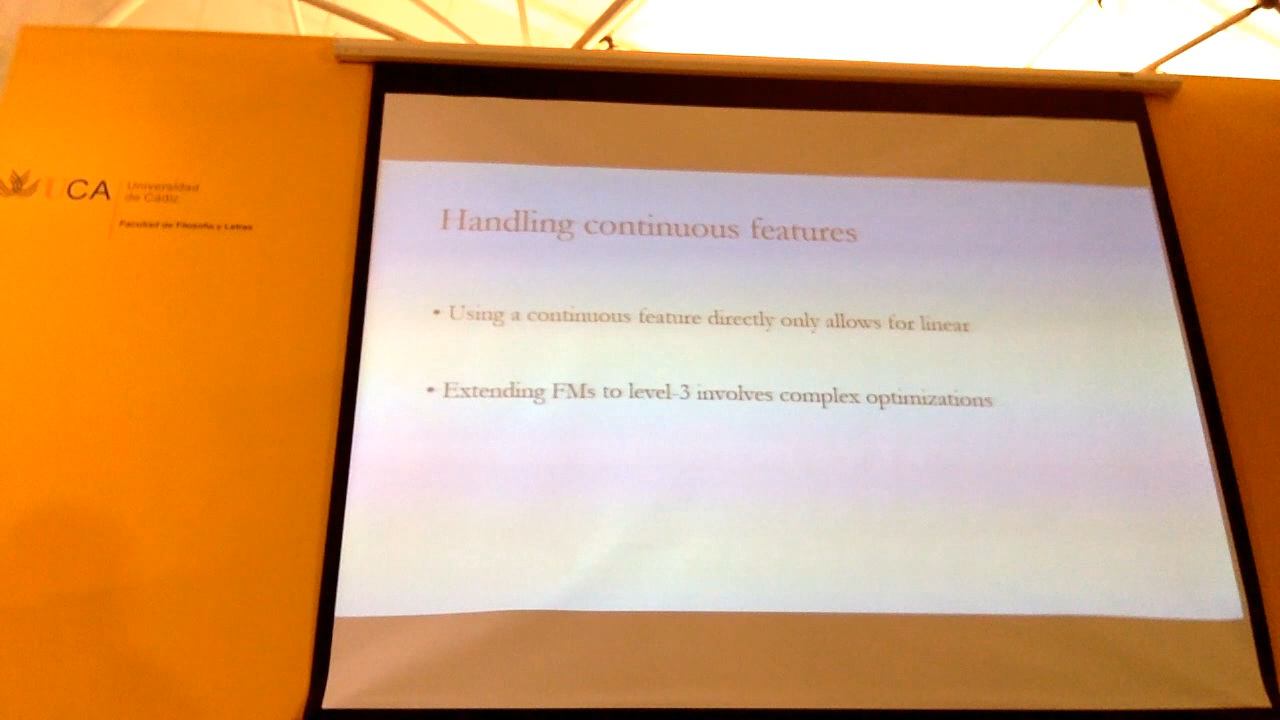 UCA
Universidad
de Cádiz
Facultad de Filosofía y Letras
Handling continuous features
• Using a continuous feature directly only allows for linear
• Extending FMs to level-3 involves complex optimizations